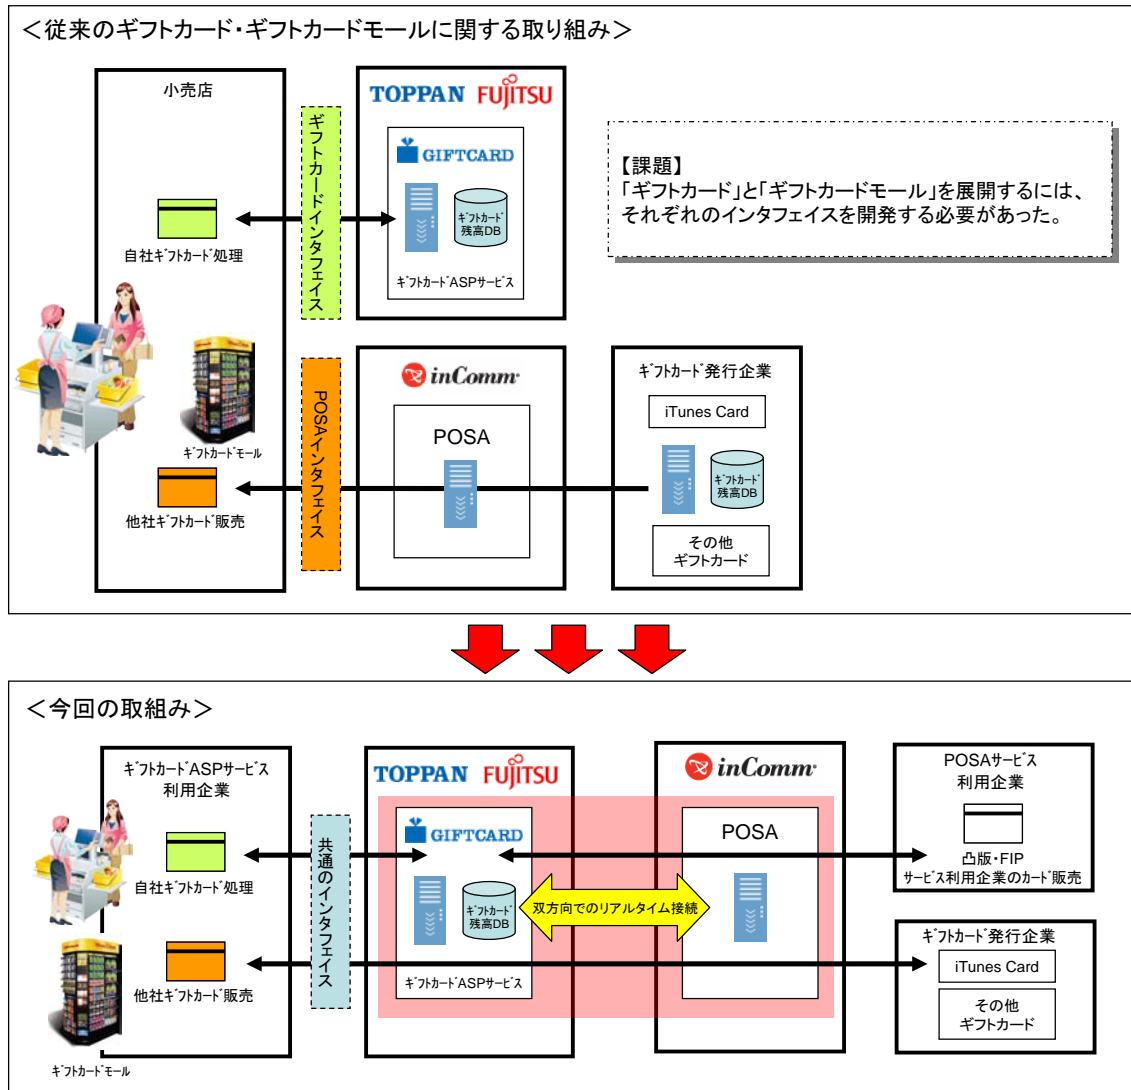 ＜従来のギフトカード・ギフトカードモールに関する取り組み＞
小売店
TOPPAN FUJITSU
GIFTCARD
ギフトカード
残高DB
ギフトカードASPサービス
ギフトカードインタフェイス
自社ギフトカード処理
【課題】
「ギフトカード」と「ギフトカードモール」を展開するには、
それぞれのインタフェイスを開発する必要があった。
ギフトカードモール
他社ギフトカード販売
POSAインタフェイス
inComm
POSA
ギフトカード発行企業
iTunes Card
ギフトカード
残高DB
その他
ギフトカード
＜今回の取組み＞
ギフトカードASPサービス
利用企業
自社ギフトカード処理
他社ギフトカード販売
ギフトカードモール
共通のインタフェイス
TOPPAN FUJITSU
GIFTCARD
ギフトカード
残高DB
ギフトカードASPサービス
双方向でのリアルタイム接続
inComm
POSA
POSAサービス
利用企業
凸版・FIP
サービス利用企業のカード販売
ギフトカード発行企業
iTunes Card
その他
ギフトカード